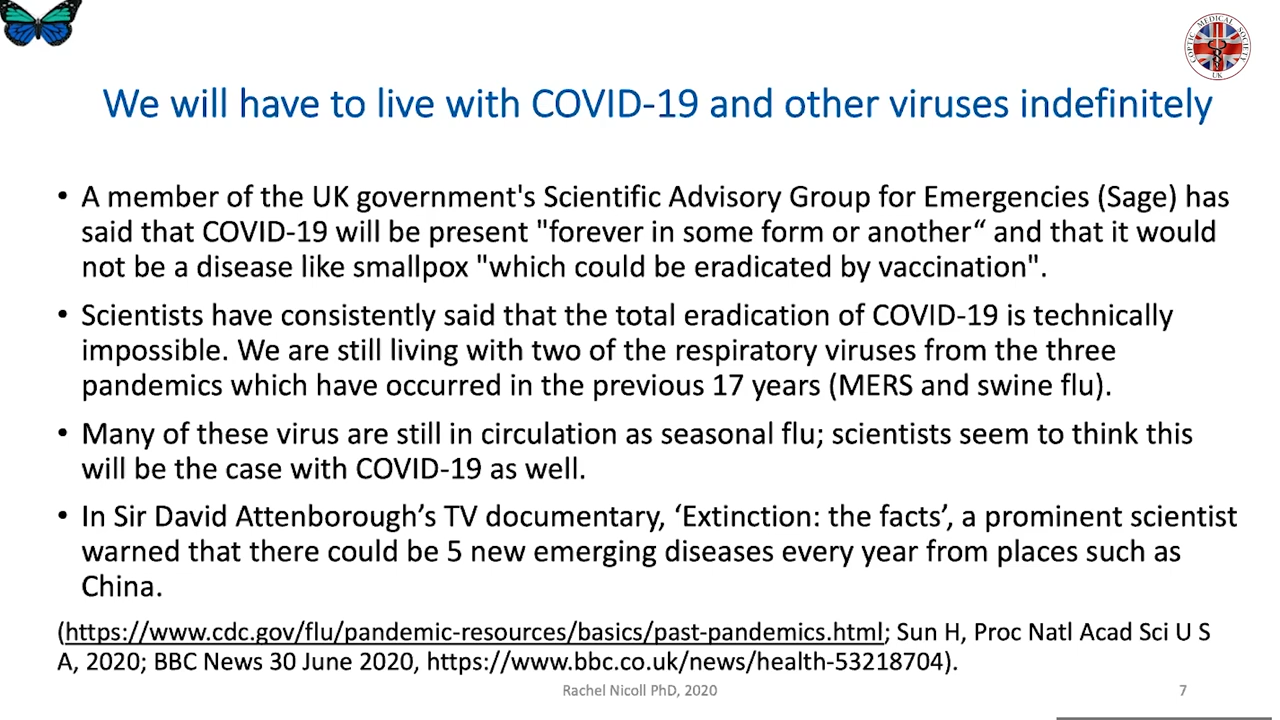 COPTIC MEDICAL SOCIETY
UK
We will have to live with COVID-19 and other viruses indefinitely
• A member of the UK government's Scientific Advisory Group for Emergencies (Sage) has
said that COVID-19 will be present "forever in some form or another“ and that it would
not be a disease like smallpox "which could be eradicated by vaccination".
• Scientists have consistently said that the total eradication of COVID-19 is technically
impossible. We are still living with two of the respiratory viruses from the three
pandemics which have occurred in the previous 17 years (MERS and swine flu).
• Many of these virus are still in circulation as seasonal flu; scientists seem to think this
will be the case with COVID-19 as well.
• In Sir David Attenborough’s TV documentary, ‘Extinction: the facts’, a prominent scientist
warned that there could be 5 new emerging diseases every year from places such as
China.
(https://www.cdc.gov/flu/pandemic-resources/basics/past-pandemics.html; Sun H, Proc Natl Acad Sci U S
A, 2020; BBC News 30 June 2020, https://www.bbc.co.uk/news/health-53218704).
Rachel Nicoll PhD, 2020
7